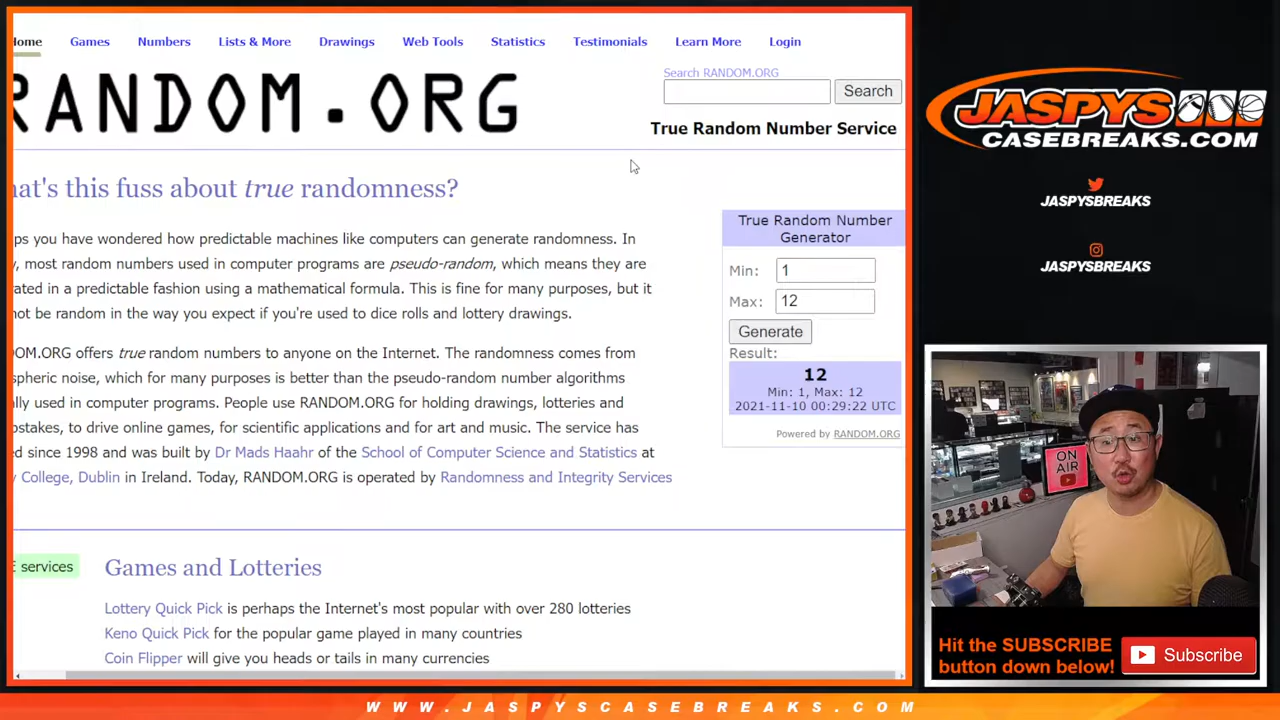 Home Games Numbers Lists & More Drawings Web Tools Statistics Testimonials Learn More Login
RANDOM.ORG
Search RANDOM.ORG
Search
True Random Number Service
at's this fuss about true randomness?
ps you have wondered how predictable machines like computers can generate randomness. In
, most random numbers used in computer programs are pseudo-random, which means they are
ated in a predictable fashion using a mathematical formula. This is fine for many purposes, but it
not be random in the way you expect if you're used to dice rolls and lottery drawings.
OM.ORG offers true random numbers to anyone on the Internet. The randomness comes from
spheric noise, which for many purposes is better than the pseudo-random number algorithms
lly used in computer programs. People use RANDOM.ORG for holding drawings, lotteries and
pstakes, to drive online games, for scientific applications and for art and music. The service has
d since 1998 and was built by Dr Mads Haahr of the School of Computer Science and Statistics at
College, Dublin in Ireland. Today, RANDOM.ORG is operated by Randomness and Integrity Services
True Random Number
Generator
Min: 1
Max: 12
Generate
Result:
12
Min: 1, Max: 12
2021-11-10 00:29:22 UTC
Powered by RANDOM.ORG
services
Games and Lotteries
Lottery Quick Pick is perhaps the Internet's most popular with over 280 lotteries
Keno Quick Pick for the popular game played in many countries
Coin Flipper will give you heads or tails in many currencies
JASPYS
CASEBREAKS.COM
JASPYSBREAKS
JASPYSBREAKS
ON
AIR
Hit the SUBSCRIBE
button down below!
Subscribe
WWW.JASPYSCASEBREAKS.COM